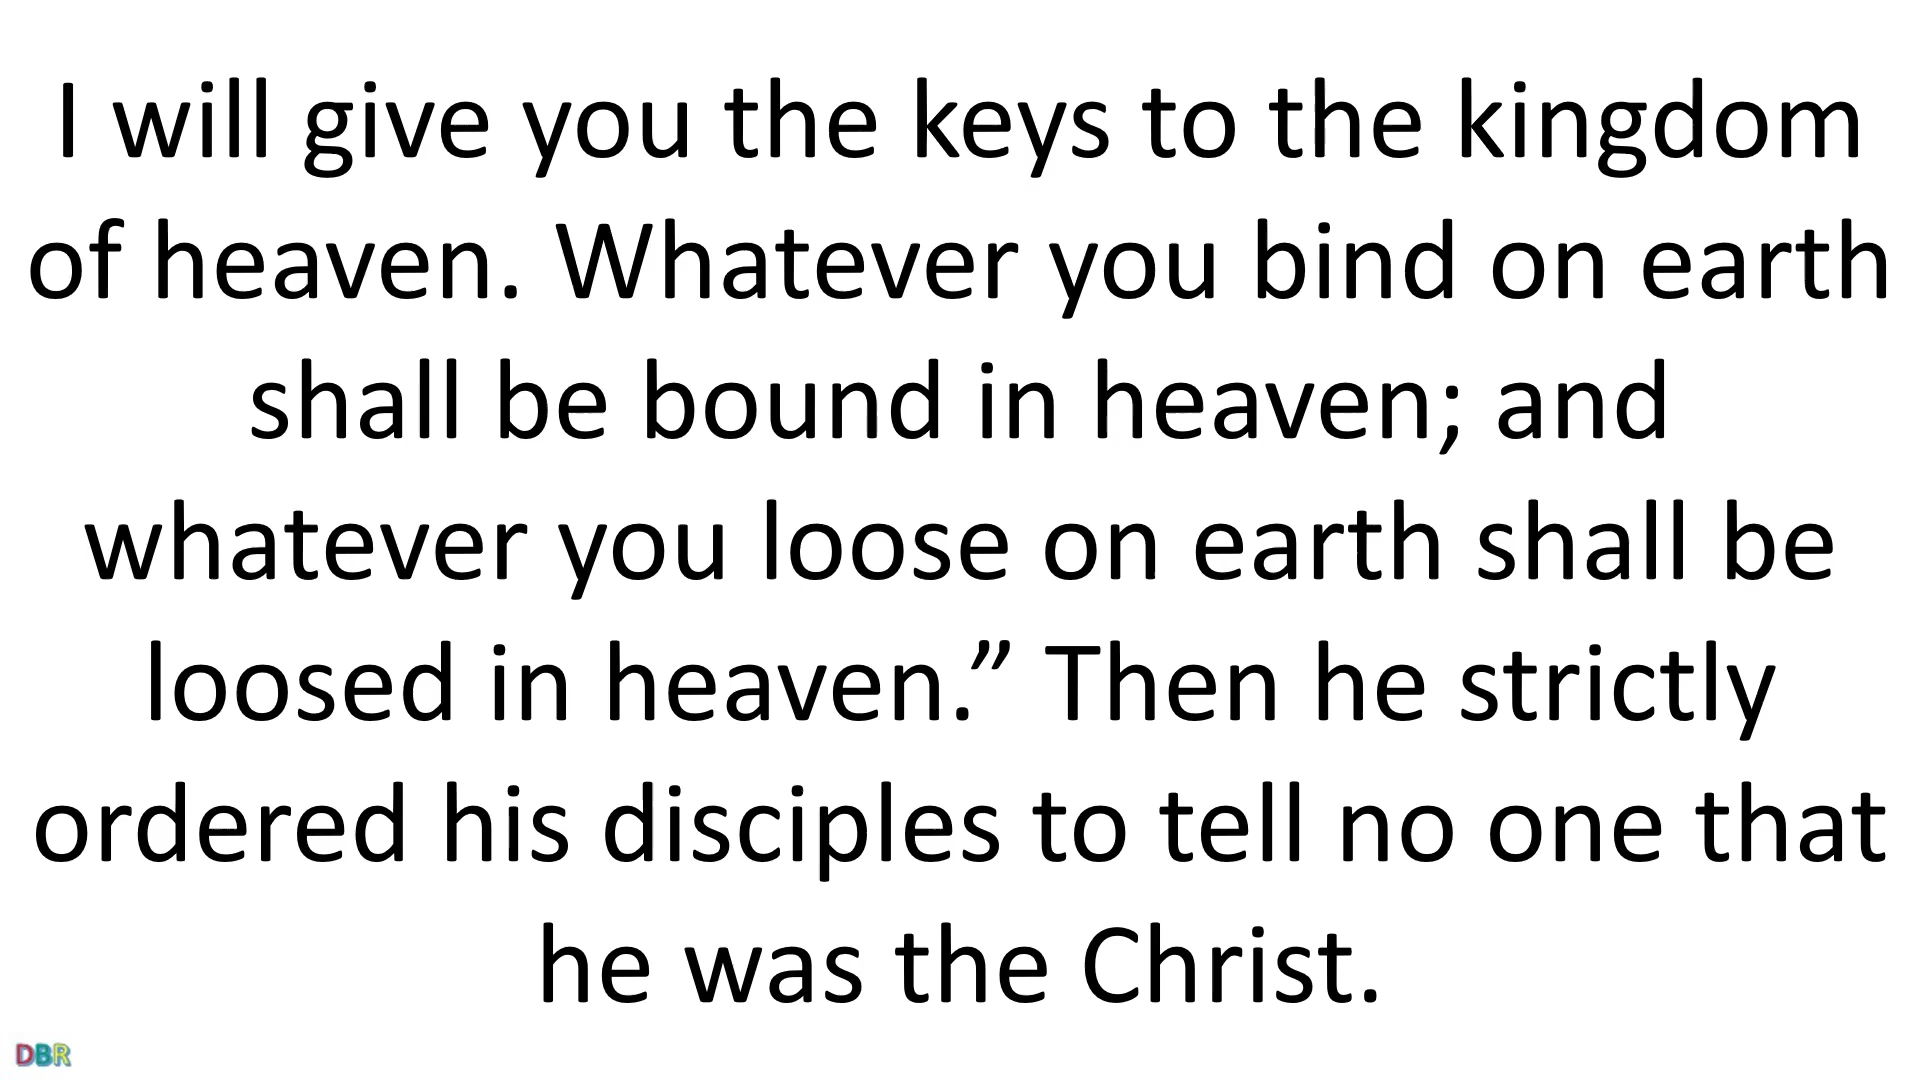 I will give you the keys to the kingdom
of heaven. Whatever you bind on earth
shall be bound in heaven; and
whatever you loose on earth shall be
loosed in heaven.” Then he strictly
ordered his disciples to tell no one that
he was the Christ.
DBR